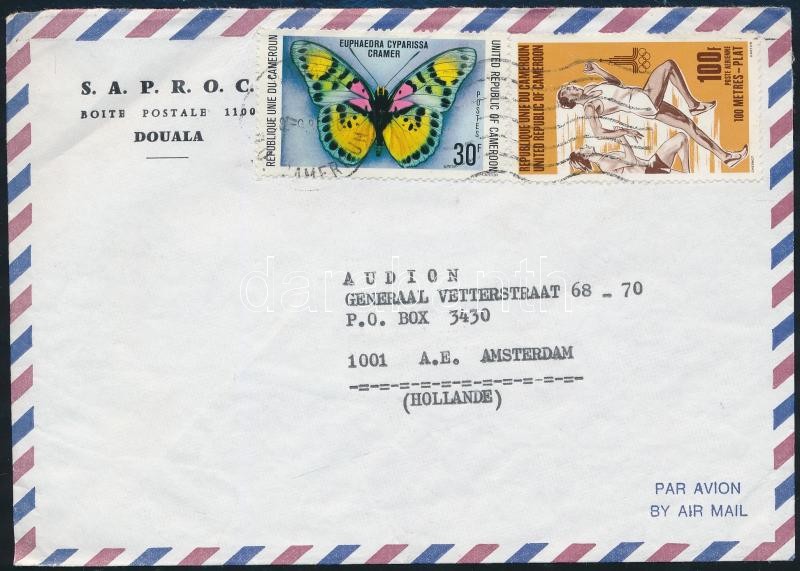 S. A. P. R. O. C.
BOITE POSTALE 1100
DOUALA
EUPHAEDRA CYPARISSA
CRAMER
REPUBLIQUE UNIE DU CAMEROUN
UNITED REPUBLIC OF CAMEROON
POSTES
30F
REPUBLIQUE UNIE DU CAMEROUN
UNITED REPUBLIC OF CAMEROON
100F
POSTE AERIENNE
100 METRES-PLAT
AUDION
GENERAAL VETTERSTRAAT 68 - 70
P.O. BOX 3430
1001 A.E. AMSTERDAM
-=-=-=-=-=-=-=-=-=-=-=-
(HOLLANDE)
PAR AVION
BY AIR MAIL